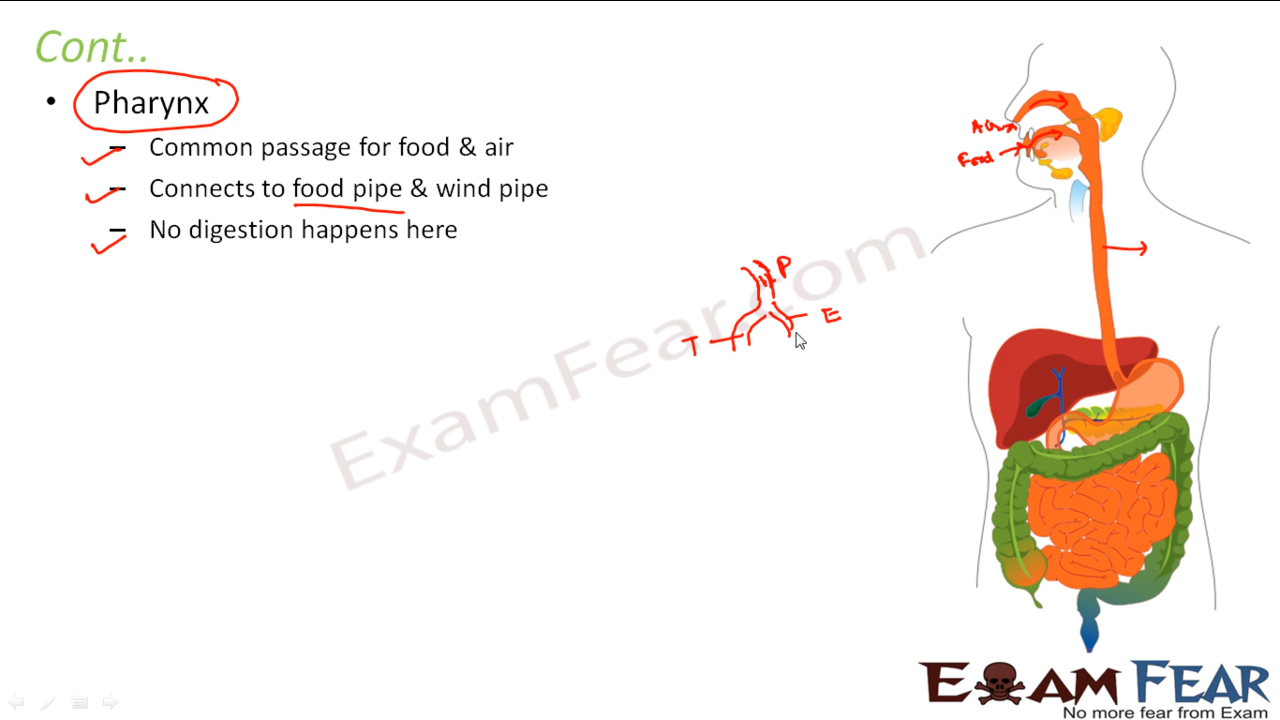 Cont..
• Pharynx
– Common passage for food & air
– Connects to food pipe & wind pipe
– No digestion happens here
Food
P
E
T
ExamFear.com
EXAM FEAR
No more fear from Exam